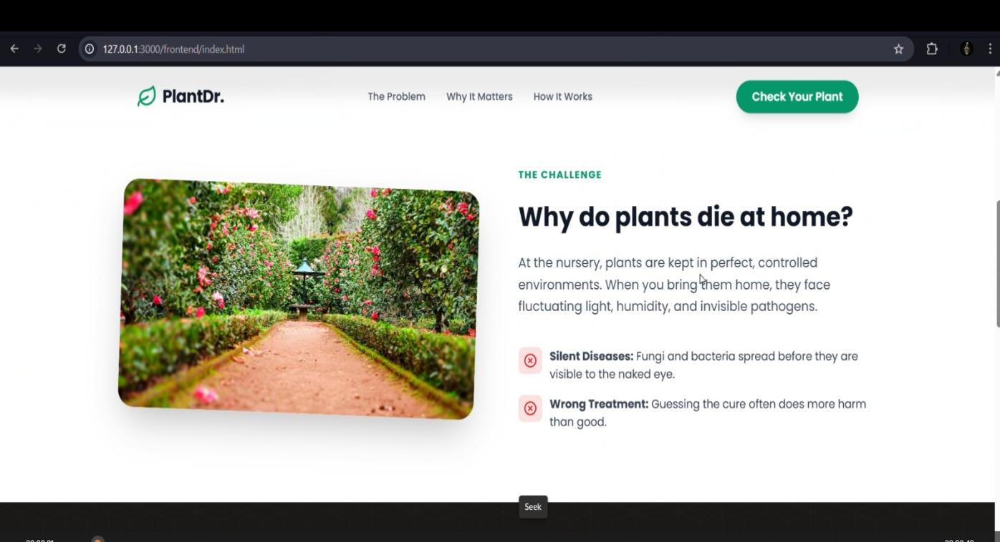 127.0.0.1:3000/frontend/index.html
PlantDr.
The Problem
Why It Matters
How It Works
Check Your Plant
THE CHALLENGE
Why do plants die at home?
At the nursery, plants are kept in perfect, controlled
environments. When you bring them home, they face
fluctuating light, humidity, and invisible pathogens.
Silent Diseases: Fungi and bacteria spread before they are
visible to the naked eye.
Wrong Treatment: Guessing the cure often does more harm
than good.
Seek